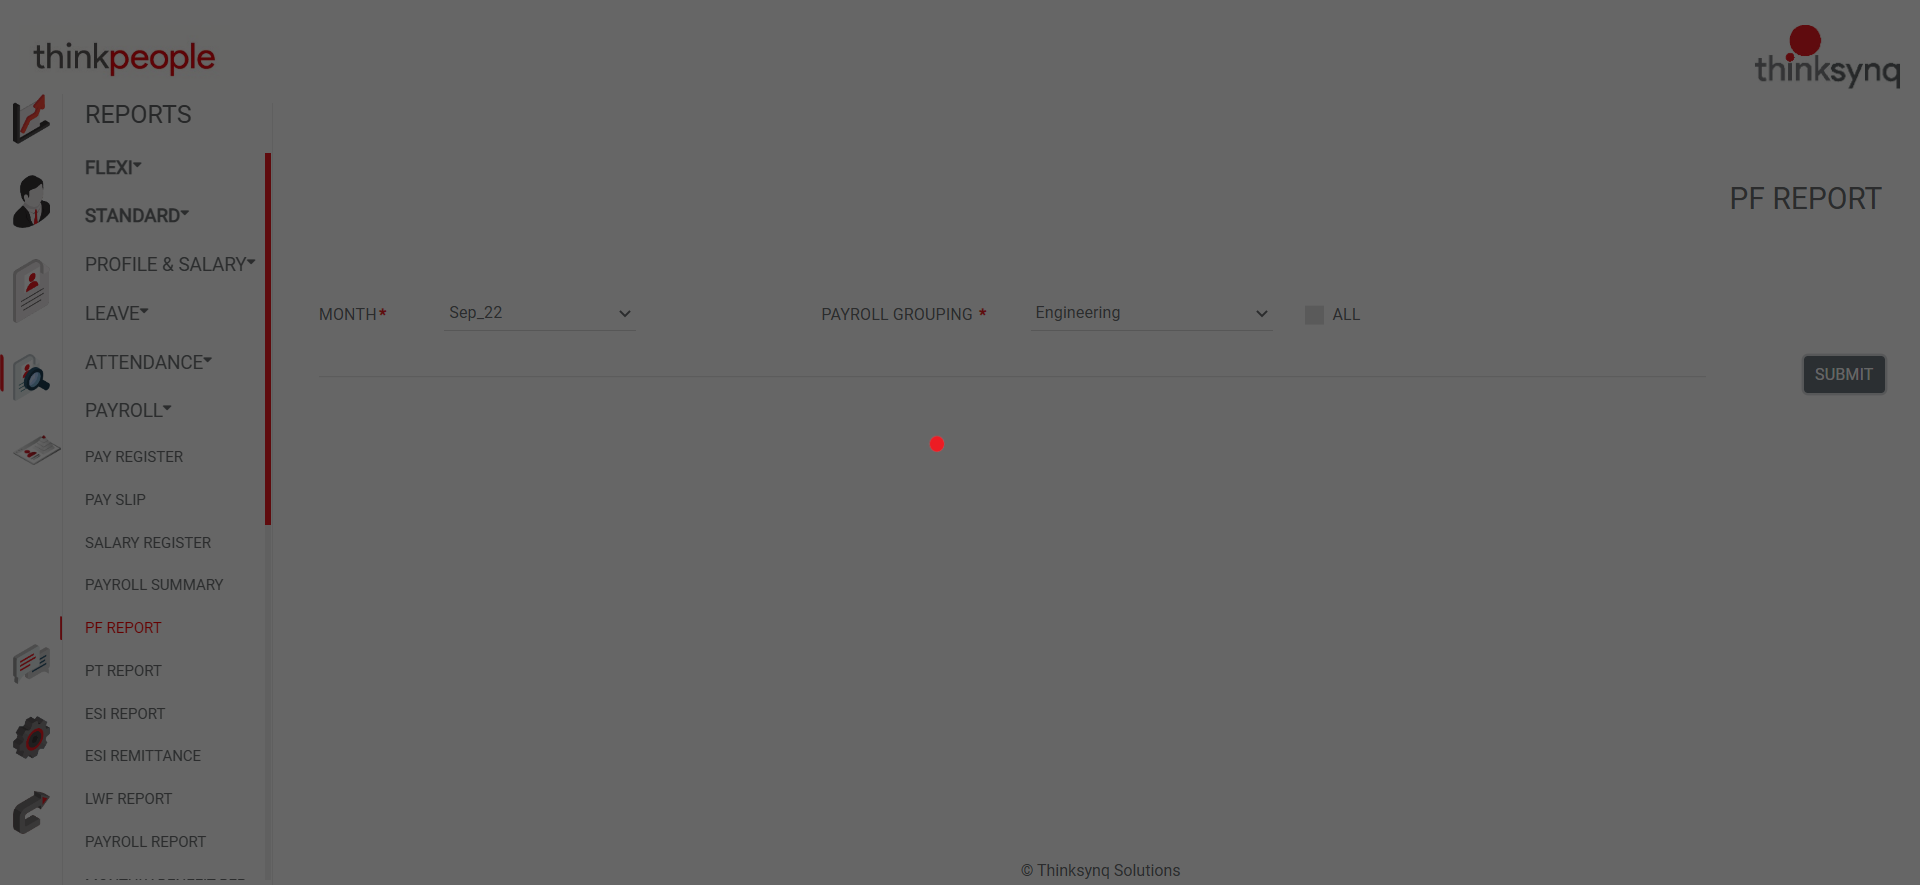 thinkpeople
thinksynq
REPORTS
FLEXI
STANDARD
PROFILE & SALARY
LEAVE
ATTENDANCE
PAYROLL
PAY REGISTER
PAY SLIP
SALARY REGISTER
PAYROLL SUMMARY
PF REPORT
PT REPORT
ESI REPORT
ESI REMITTANCE
LWF REPORT
PAYROLL REPORT
PF REPORT
MONTH* Sep_22 PAYROLL GROUPING * Engineering ALL
SUBMIT
© Thinksynq Solutions